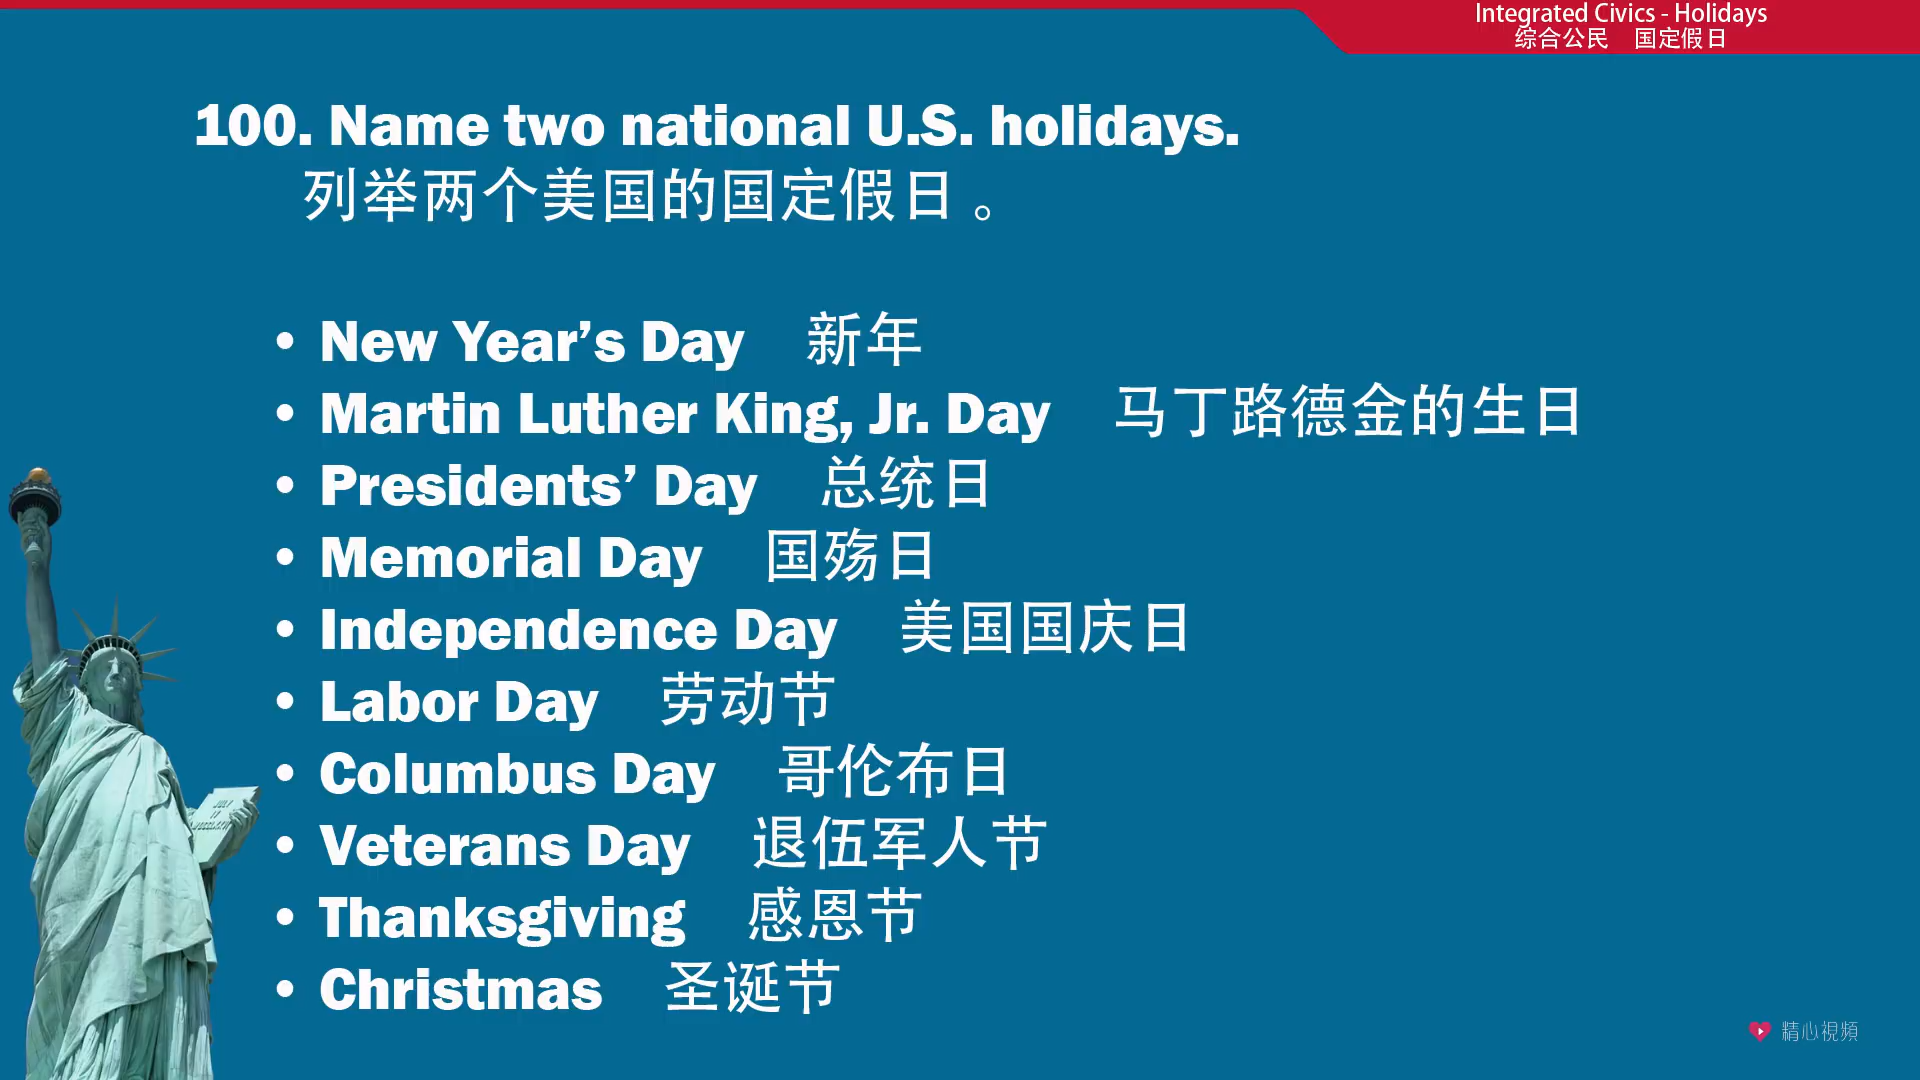 Integrated Civics - Holidays
综合公民 国定假日
100. Name two national U.S. holidays.
列举两个美国的国定假日 。
• New Year’s Day 新年
• Martin Luther King, Jr. Day 马丁路德金的生日
• Presidents’ Day 总统日
• Memorial Day 国殇日
• Independence Day 美国国庆日
• Labor Day 劳动节
• Columbus Day 哥伦布日
• Veterans Day 退伍军人节
• Thanksgiving 感恩节
• Christmas 圣诞节
JULY
IV
精心視頻